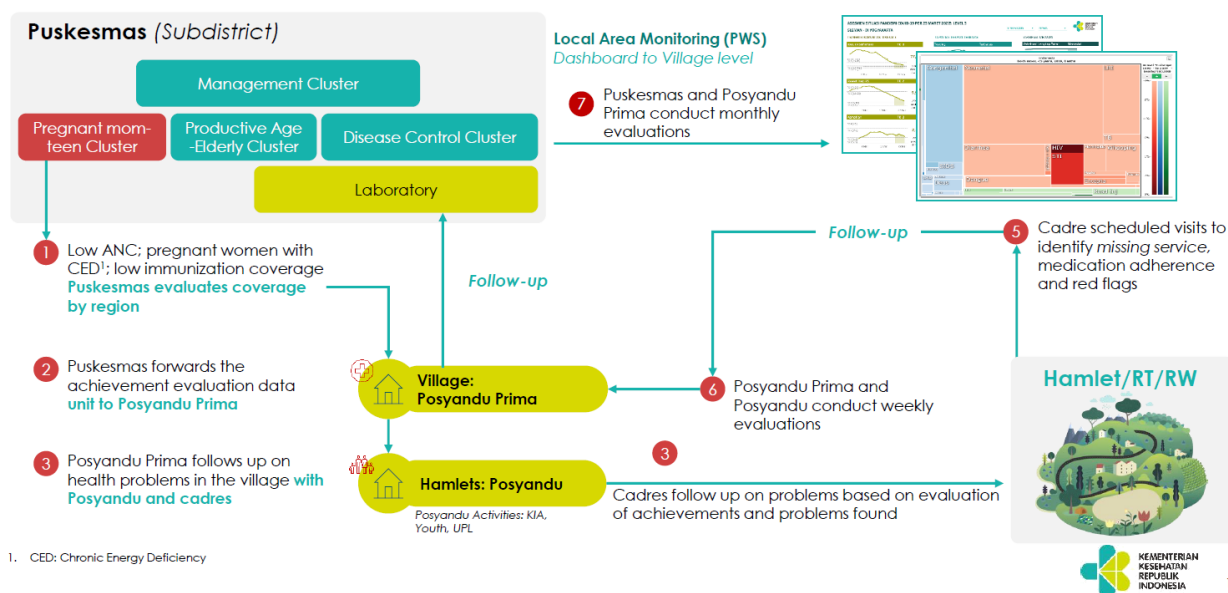 Puskesmas (Subdistrict)
Management Cluster
Pregnant mom-
teen Cluster
Productive Age
-Elderly Cluster
Disease Control Cluster
Laboratory
Local Area Monitoring (PWS)
Dashboard to Village level
7
Puskesmas and Posyandu
Prima conduct monthly
evaluations
HIV
1
Low ANC; pregnant women with
CED1; low immunization coverage
Puskesmas evaluates coverage
by region
Follow-up
Follow-up
5
Cadre scheduled visits to
identify missing service,
medication adherence
and red flags
2
Puskesmas forwards the
achievement evaluation data
unit to Posyandu Prima
Village:
Posyandu Prima
6
Posyandu Prima and
Posyandu conduct weekly
evaluations
Hamlet/RT/RW
3
Posyandu Prima follows up on
health problems in the village with
Posyandu and cadres
Hamlets: Posyandu
Posyandu Activities: KIA,
Youth, UPL
3
Cadres follow up on problems based on evaluation
of achievements and problems found
1. CED: Chronic Energy Deficiency
KEMENTERIAN
KESEHATAN
REPUBLIK
INDONESIA